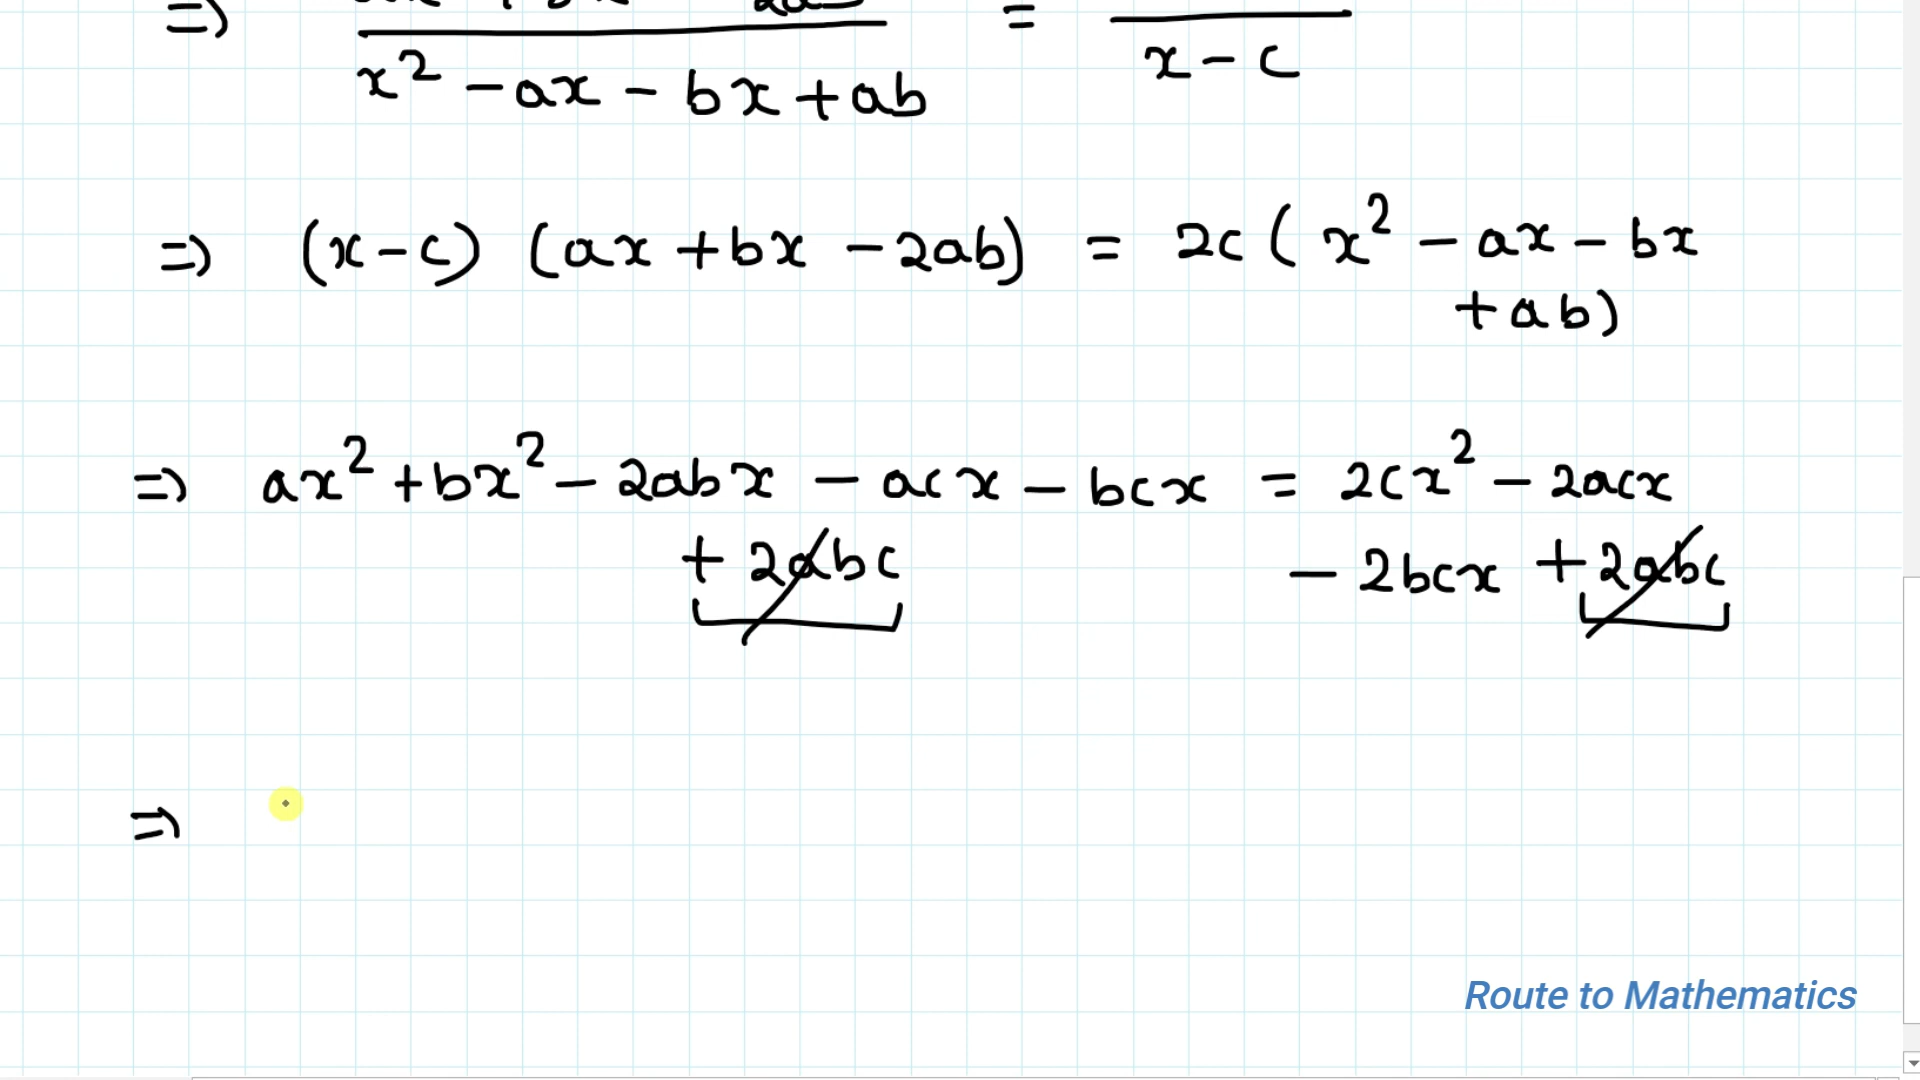 =
x² - ax - bx + ab
x - c
⇒ (x - c) (ax + bx - 2ab) = 2c ( x² - ax - bx
+ ab)
⇒ ax² + bx² - 2abx - acx - bcx = 2cx² - 2acx
+ 2abc - 2bcx + 2abc
⇒
Route to Mathematics